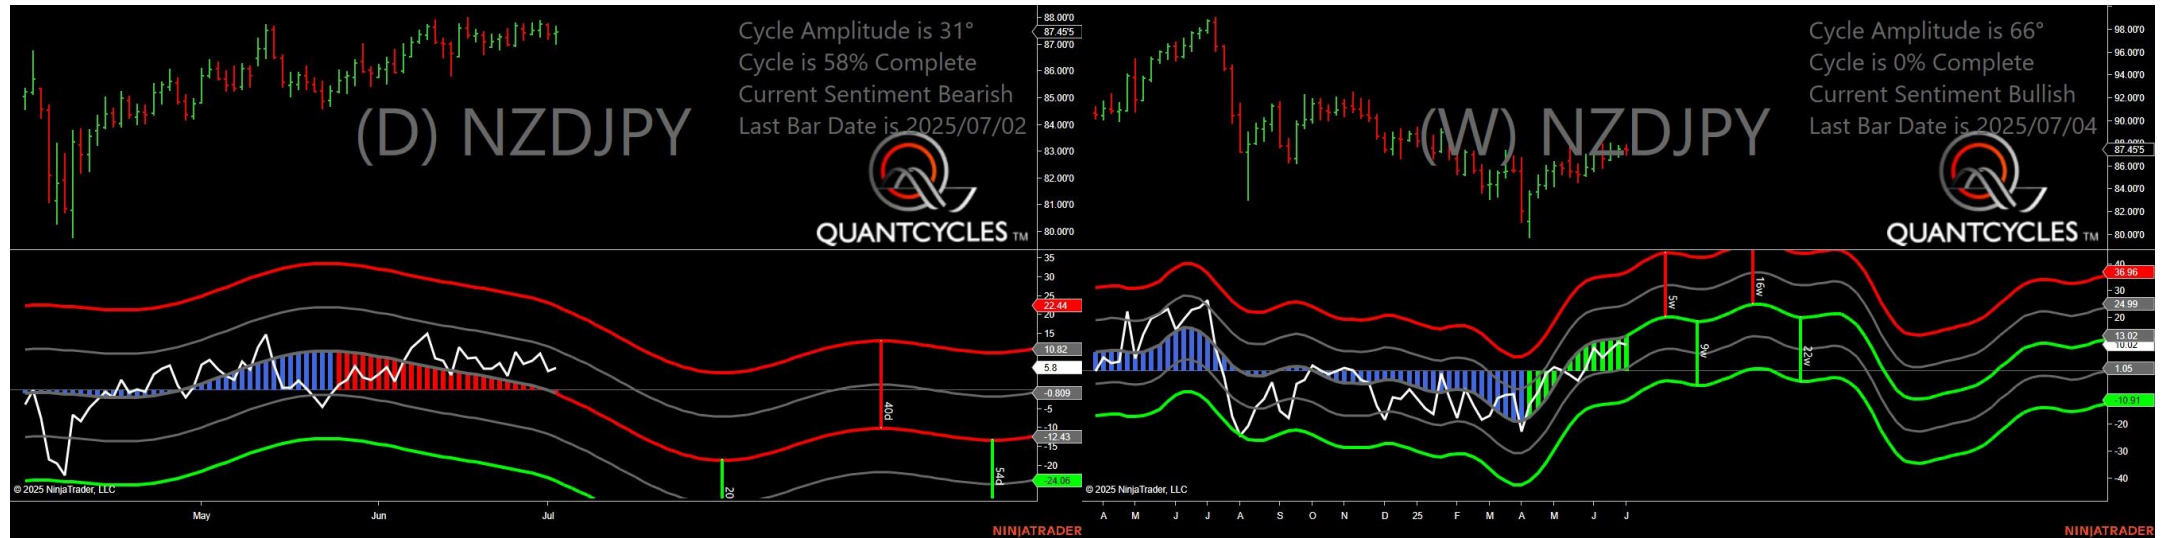 Cycle Amplitude is 31°
Cycle is 58% Complete
Current Sentiment Bearish
Last Bar Date is 2025/07/02
(D) NZDJPY
QUANTCYCLES TM
88.00'0
87.45'5
87.00'0
86.00'0
85.00'0
84.00'0
83.00'0
82.00'0
81.00'0
80.00'0
35
30
25
22.44
20
15
10.82
5.8
-0.809
-5
-10
-12.43
-15
-20
-24.06
20
40d
54d
© 2025 NinjaTrader, LLC
May
Jun
Jul
NINJATRADER
Cycle Amplitude is 66°
Cycle is 0% Complete
Current Sentiment Bullish
Last Bar Date is 2025/07/04
(W) NZDJPY
QUANTCYCLES TM
98.00'0
96.00'0
94.00'0
92.00'0
90.00'0
87.45'5
86.00'0
84.00'0
82.00'0
80.00'0
40
36.96
30
24.99
20
13.02
10.02
1.05
-10.91
-20
-30
-40
5w
9w
16w
22w
© 2025 NinjaTrader, LLC
A
M
J
J
A
S
O
N
D
25
F
M
A
M
J
J
NINJATRADER